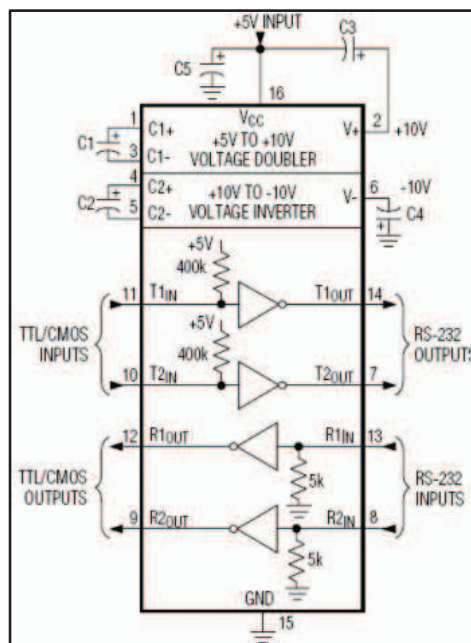 +5V INPUT
C3
+
C5
+
16
VCC
1
C1+
+5V TO +10V
VOLTAGE DOUBLER
V+
2
+10V
C1
+
3
C1-
4
C2+
+10V TO -10V
VOLTAGE INVERTER
V-
6
-10V
C2
+
5
C2-
C4
+
+5V
400k
11
T1IN
T1OUT
14
TTL/CMOS
INPUTS
+5V
400k
RS-232
OUTPUTS
10
T2IN
T2OUT
7
12
R1OUT
R1IN
13
TTL/CMOS
OUTPUTS
5k
RS-232
INPUTS
9
R2OUT
R2IN
8
5k
GND
15